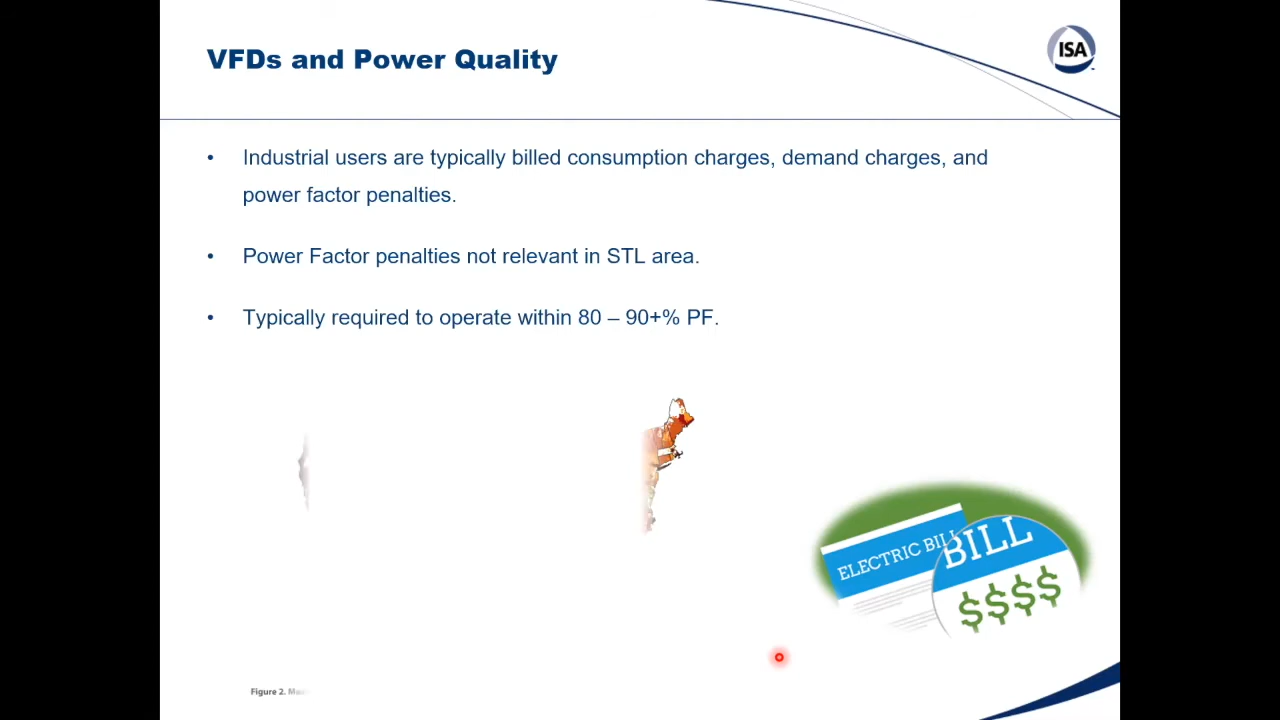 VFDs and Power Quality
ISA
• Industrial users are typically billed consumption charges, demand charges, and
power factor penalties.
• Power Factor penalties not relevant in STL area.
• Typically required to operate within 80 – 90+% PF.
ELECTRIC BILL
BILL
$$$$
Figure 2.